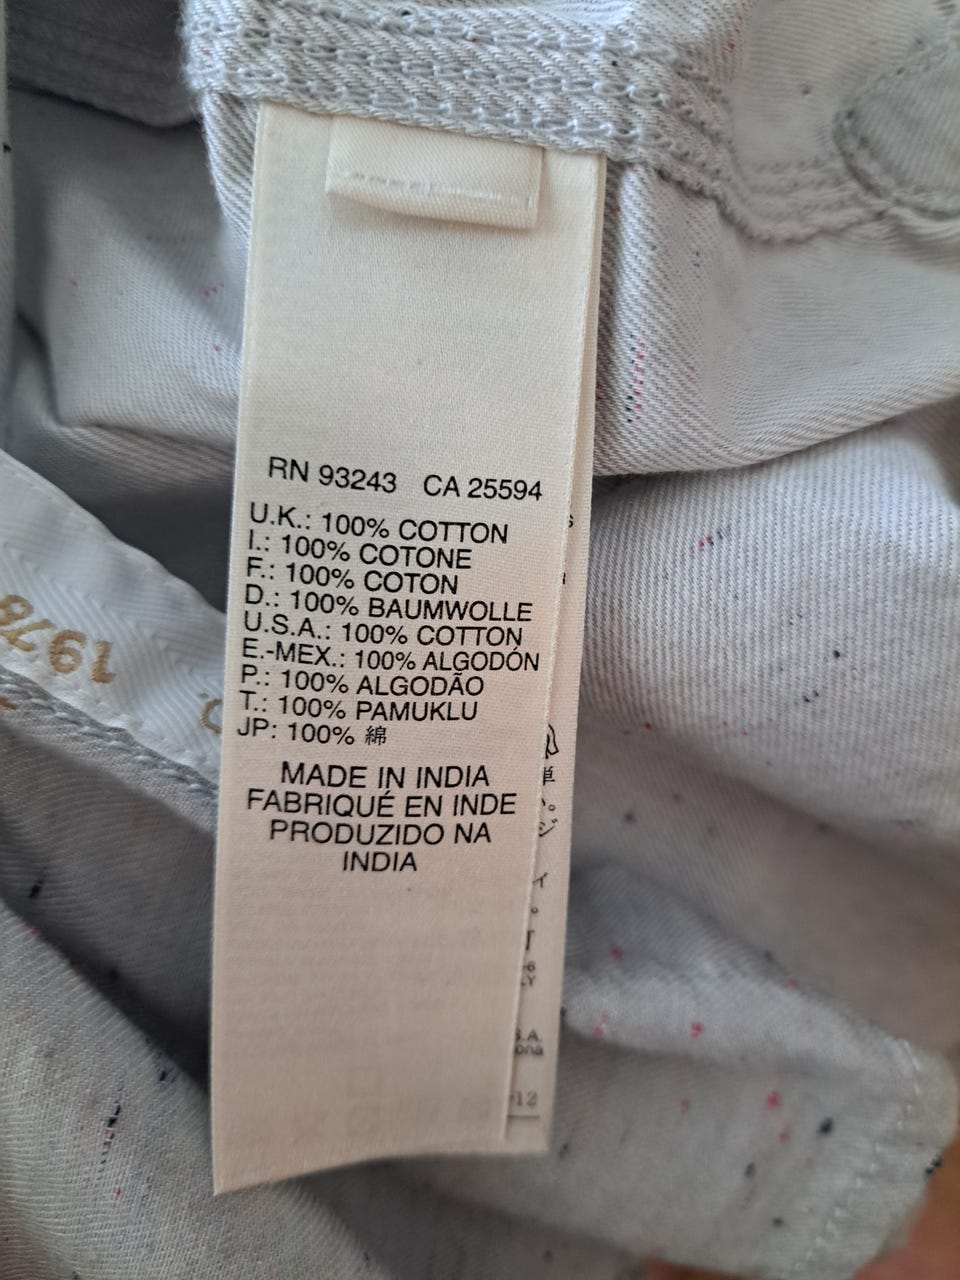 RN 93243 CA 25594
U.K.: 100% COTTON
I.: 100% COTONE
F.: 100% COTON
D.: 100% BAUMWOLLE
U.S.A.: 100% COTTON
E.-MEX.: 100% ALGODÓN
P.: 100% ALGODÃO
T.: 100% PAMUKLU
JP: 100% 綿
MADE IN INDIA
FABRIQUÉ EN INDE
PRODUZIDO NA
INDIA
1978